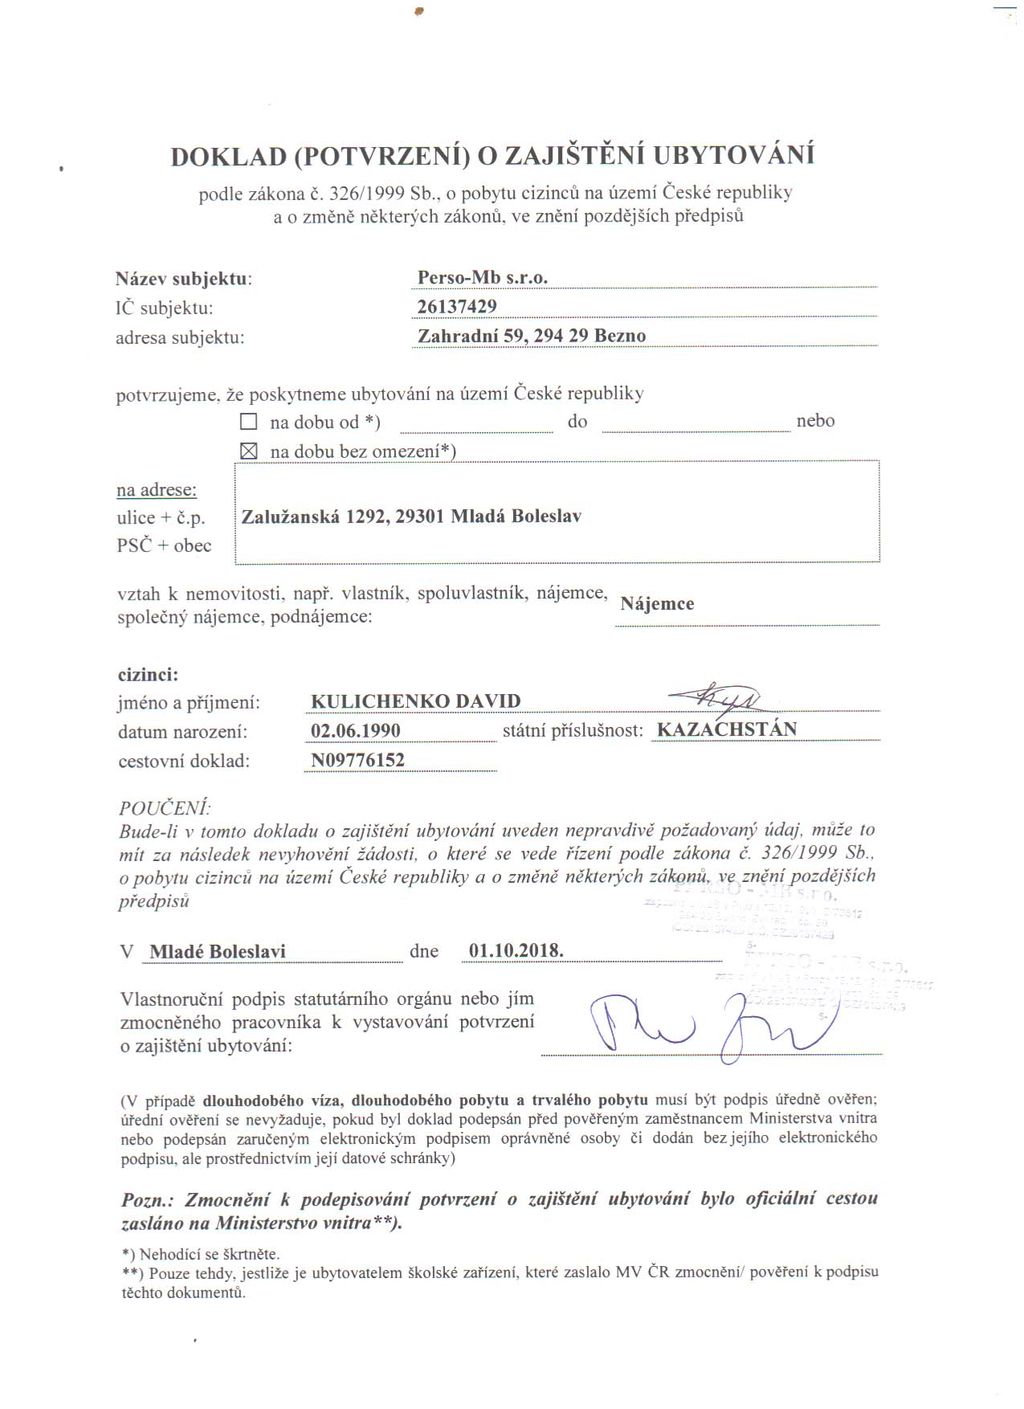 DOKLAD (POTVRZENÍ) O ZAJIŠTĚNÍ UBYTOVÁNÍ
podle zákona č. 326/1999 Sb., o pobytu cizinců na území České republiky
a o změně některých zákonů, ve znění pozdějších předpisů
Název subjektu: Perso-Mb s.r.o.
IČ subjektu: 26137429
adresa subjektu: Zahradní 59, 294 29 Bezno
potvrzujeme, že poskytneme ubytování na území České republiky
☐ na dobu od *) do nebo
☒ na dobu bez omezení*)
na adrese:
ulice + č.p. Zalužanská 1292, 29301 Mladá Boleslav
PSČ + obec
vztah k nemovitosti, např. vlastník, spoluvlastník, nájemce, Nájemce
společný nájemce, podnájemce:
cizinci:
jméno a příjmení: KULICHENKO DAVID
datum narození: 02.06.1990 státní příslušnost: KAZACHSTÁN
cestovní doklad: N09776152
POUČENÍ:
Bude-li v tomto dokladu o zajištění ubytování uveden nepravdivě požadovaný údaj, může to
mít za následek nevyhovění žádosti, o které se vede řízení podle zákona č. 326/1999 Sb.,
o pobytu cizinců na území České republiky a o změně některých zákonů, ve znění pozdějších
předpisů
V Mladé Boleslavi dne 01.10.2018.
Vlastnoruční podpis statutárního orgánu nebo jím
zmocněného pracovníka k vystavování potvrzení
o zajištění ubytování:
(V případě dlouhodobého víza, dlouhodobého pobytu a trvalého pobytu musí být podpis úředně ověřen;
úřední ověření se nevyžaduje, pokud byl doklad podepsán před pověřeným zaměstnancem Ministerstva vnitra
nebo podepsán zaručeným elektronickým podpisem oprávněné osoby či dodán bez jejího elektronického
podpisu, ale prostřednictvím její datové schránky)
Pozn.: Zmocnění k podepisování potvrzení o zajištění ubytování bylo oficiální cestou
zasláno na Ministerstvo vnitra**).
*) Nehodící se škrtněte.
**) Pouze tehdy, jestliže je ubytovatelem školské zařízení, které zaslalo MV ČR zmocnění/ pověření k podpisu
těchto dokumentů.